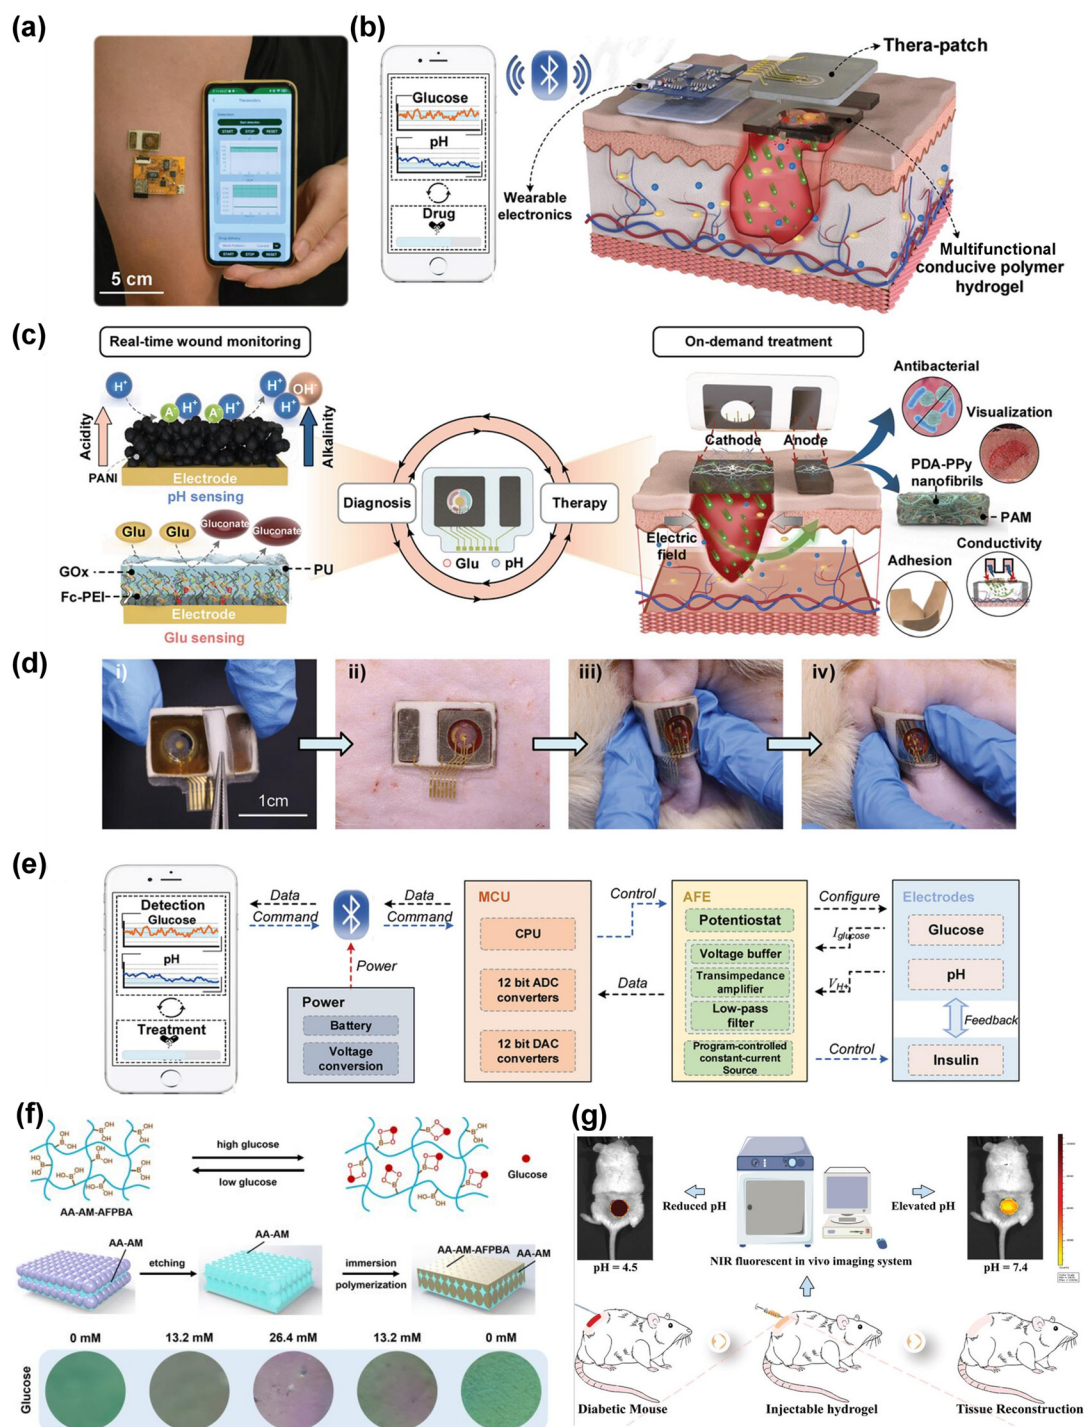 (a)
START STOP RESET
START STOP RESET
5 cm
(b)
Glucose
pH
Drug
Thera-patch
Wearable
electronics
Multifunctional
conducive polymer
hydrogel
(c)
Real-time wound monitoring
H+
H+
H+
OH-
A-
H+
A-
H+
Acidity
Alkalinity
PANI
Electrode
pH sensing
Glu
Glu
Gluconate
Gluconate
GOx
PU
Fc-PEI
Electrode
Glu sensing
Diagnosis
Therapy
Glu
pH
On-demand treatment
Cathode
Anode
Electric
field
Antibacterial
Visualization
PDA-PPy
nanofibrils
PAM
Conductivity
Adhesion
(d)
i)
1cm
ii)
iii)
iv)
(e)
Detection
Glucose
pH
Treatment
Data
Command
Data
Command
Power
Power
Battery
Voltage
conversion
MCU
CPU
12 bit ADC
converters
12 bit DAC
converters
Control
Data
AFE
Potentiostat
Voltage buffer
Transimpedance
amplifier
Low-pass
filter
Program-controlled
constant-current
Source
Configure
Iglucose
VH+
Control
Electrodes
Glucose
pH
Feedback
Insulin
(f)
high glucose
low glucose
Glucose
AA-AM-AFPBA
AA-AM
etching
AA-AM
immersion
polymerization
AA-AM-AFPBA
AA-AM
0 mM
13.2 mM
26.4 mM
13.2 mM
0 mM
Glucose
(g)
Reduced pH
Elevated pH
NIR fluorescent in vivo imaging system
pH = 4.5
pH = 7.4
Diabetic Mouse
Injectable hydrogel
Tissue Reconstruction